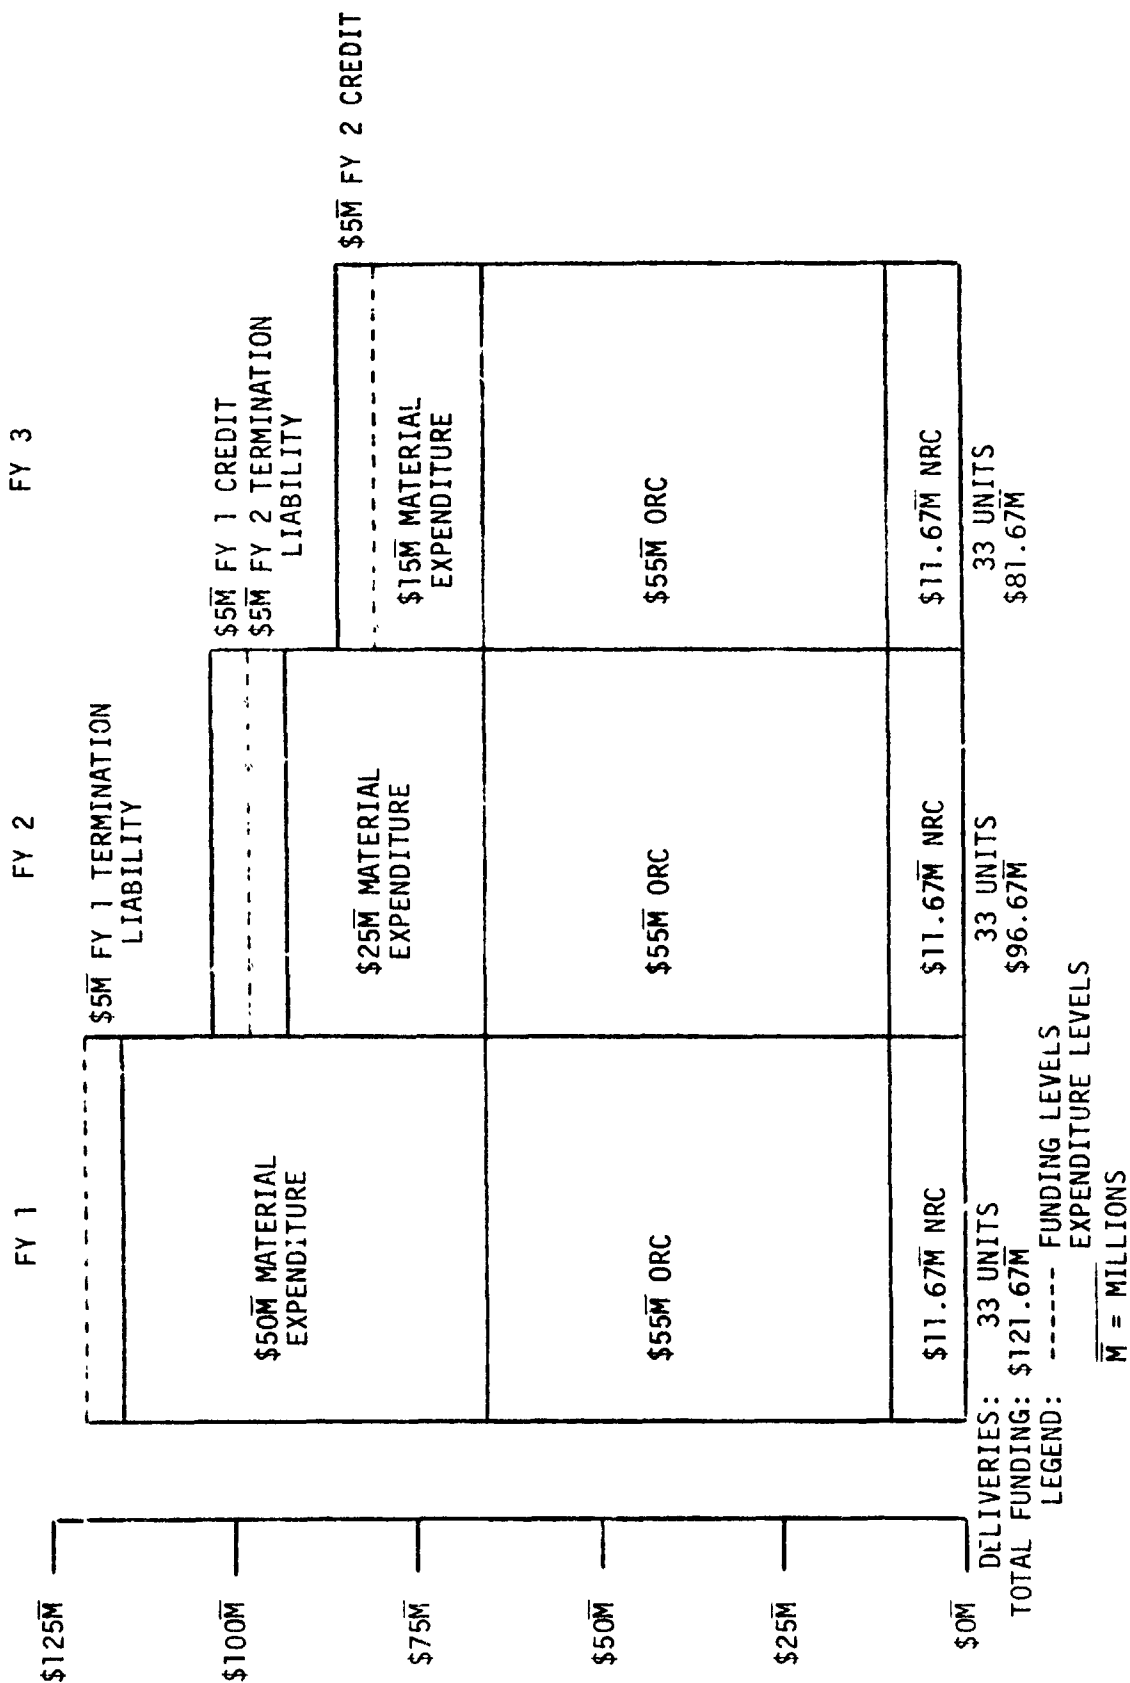 FY 1
FY 2
FY 3
$125M̅
$100M̅
$75M̅
$50M̅
$25M̅
$0M̅
$5M̅ FY 1 TERMINATION
LIABILITY
$5M̅ FY 1 CREDIT
$5M̅ FY 2 TERMINATION
LIABILITY
$5M̅ FY 2 CREDIT
$50M̅ MATERIAL
EXPENDITURE
$25M̅ MATERIAL
EXPENDITURE
$15M̅ MATERIAL
EXPENDITURE
$55M̅ ORC
$55M̅ ORC
$55M̅ ORC
$11.67M̅ NRC
$11.67M̅ NRC
$11.67M̅ NRC
DELIVERIES: 33 UNITS 33 UNITS 33 UNITS
TOTAL FUNDING: $121.67M̅ $96.67M̅ $81.67M̅
LEGEND: ------ FUNDING LEVELS
EXPENDITURE LEVELS
M̅ = MILLIONS